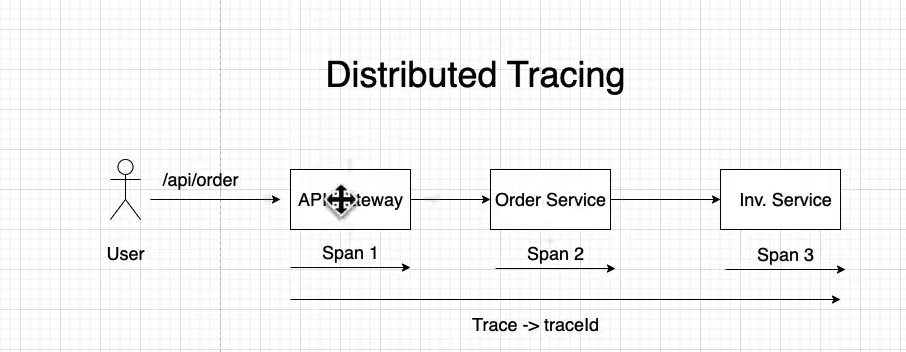 Distributed Tracing
/api/order
API teway
Order Service
Inv. Service
User
Span 1
Span 2
Span 3
Trace -> traceId